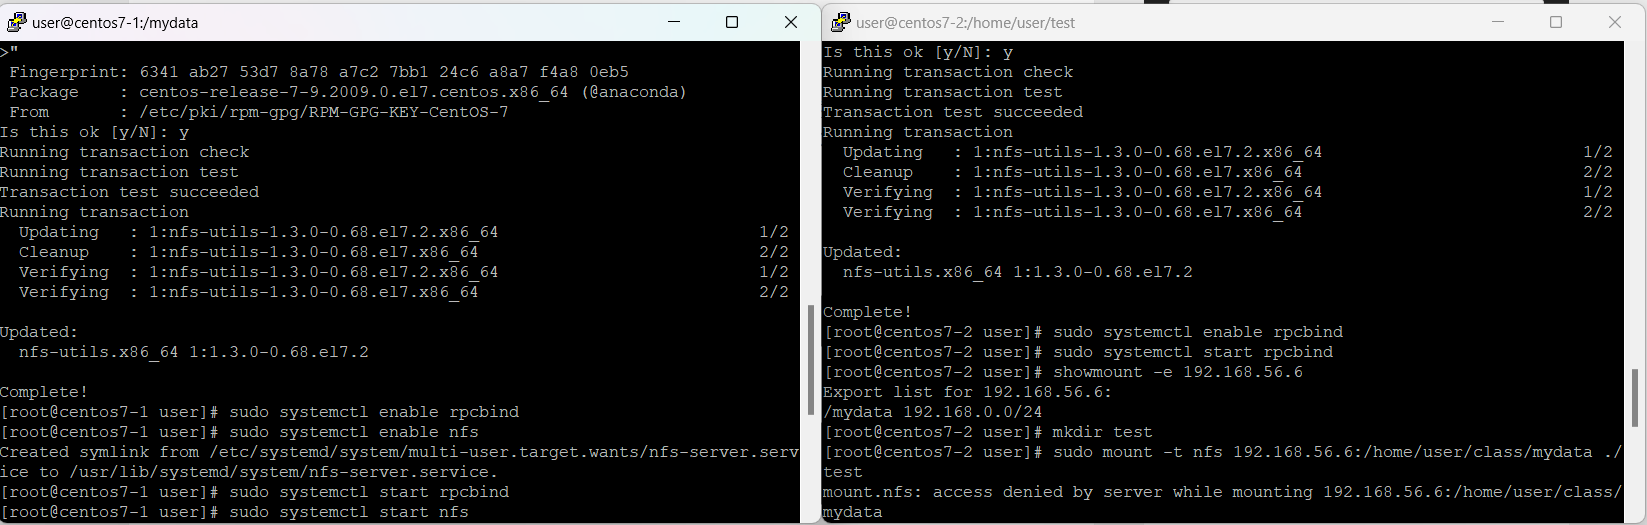 user@centos7-1:/mydata
>"
 Fingerprint: 6341 ab27 53d7 8a78 a7c2 7bb1 24c6 a8a7 f4a8 0eb5
 Package    : centos-release-7-9.2009.0.el7.centos.x86_64 (@anaconda)
 From       : /etc/pki/rpm-gpg/RPM-GPG-KEY-CentOS-7
Is this ok [y/N]: y
Running transaction check
Running transaction test
Transaction test succeeded
Running transaction
  Updating   : 1:nfs-utils-1.3.0-0.68.el7.2.x86_64 1/2
  Cleanup    : 1:nfs-utils-1.3.0-0.68.el7.x86_64 2/2
  Verifying  : 1:nfs-utils-1.3.0-0.68.el7.2.x86_64 1/2
  Verifying  : 1:nfs-utils-1.3.0-0.68.el7.x86_64 2/2
Updated:
  nfs-utils.x86_64 1:1.3.0-0.68.el7.2
Complete!
[root@centos7-1 user]# sudo systemctl enable rpcbind
[root@centos7-1 user]# sudo systemctl enable nfs
Created symlink from /etc/systemd/system/multi-user.target.wants/nfs-server.serv
ice to /usr/lib/systemd/system/nfs-server.service.
[root@centos7-1 user]# sudo systemctl start rpcbind
[root@centos7-1 user]# sudo systemctl start nfs
user@centos7-2:/home/user/test
Is this ok [y/N]: y
Running transaction check
Running transaction test
Transaction test succeeded
Running transaction
  Updating   : 1:nfs-utils-1.3.0-0.68.el7.2.x86_64 1/2
  Cleanup    : 1:nfs-utils-1.3.0-0.68.el7.x86_64 2/2
  Verifying  : 1:nfs-utils-1.3.0-0.68.el7.2.x86_64 1/2
  Verifying  : 1:nfs-utils-1.3.0-0.68.el7.x86_64 2/2
Updated:
  nfs-utils.x86_64 1:1.3.0-0.68.el7.2
Complete!
[root@centos7-2 user]# sudo systemctl enable rpcbind
[root@centos7-2 user]# sudo systemctl start rpcbind
[root@centos7-2 user]# showmount -e 192.168.56.6
Export list for 192.168.56.6:
/mydata 192.168.0.0/24
[root@centos7-2 user]# mkdir test
[root@centos7-2 user]# sudo mount -t nfs 192.168.56.6:/home/user/class/mydata ./
test
mount.nfs: access denied by server while mounting 192.168.56.6:/home/user/class/
mydata